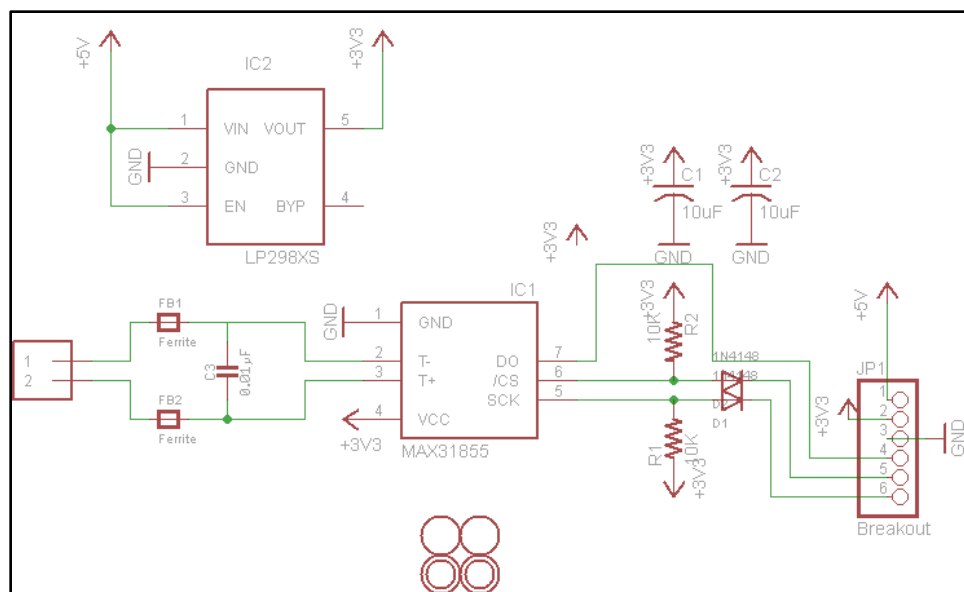 +5V
+3V3
IC2
1 VIN VOUT 5
GND 2 GND
3 EN BYP 4
LP298XS
+3V3 C1 10uF GND
+3V3 C2 10uF GND
+3V3
IC1
GND 1 GND
2 T- DO 7
3 T+ /CS 6
SCK 5
4 VCC
+3V3
MAX31855
FB1
Ferrite
1
2
C3
0.01µF
FB2
Ferrite
+3V3
10K
R2
1N4148
1N4148
D2
D1
R1
10K
+3V3
+5V
JP1
+3V3
1
2
3
4
5
6
GND
Breakout